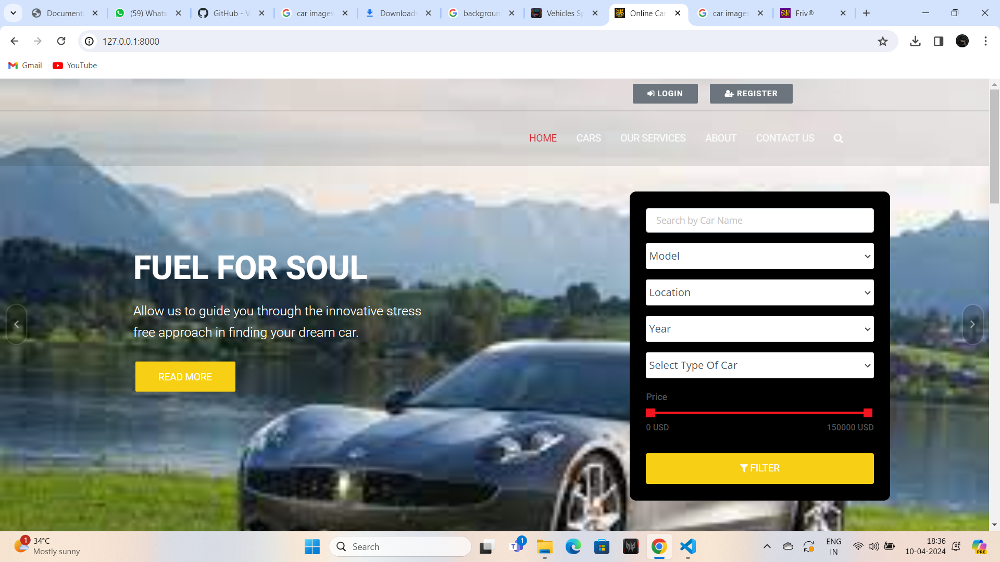 Document
(59) Whats
GitHub - V
car images
Downloads
background
Vehicles Sp
Online Car
car images
Friv®
127.0.0.1:8000
Gmail
YouTube
LOGIN
REGISTER
HOME
CARS
OUR SERVICES
ABOUT
CONTACT US
FUEL FOR SOUL
Allow us to guide you through the innovative stress
free approach in finding your dream car.
READ MORE
Search by Car Name
Model
Location
Year
Select Type Of Car
Price
0 USD
150000 USD
FILTER
1
34°C
Mostly sunny
Search
1
ENG
IN
18:36
10-04-2024
PRE